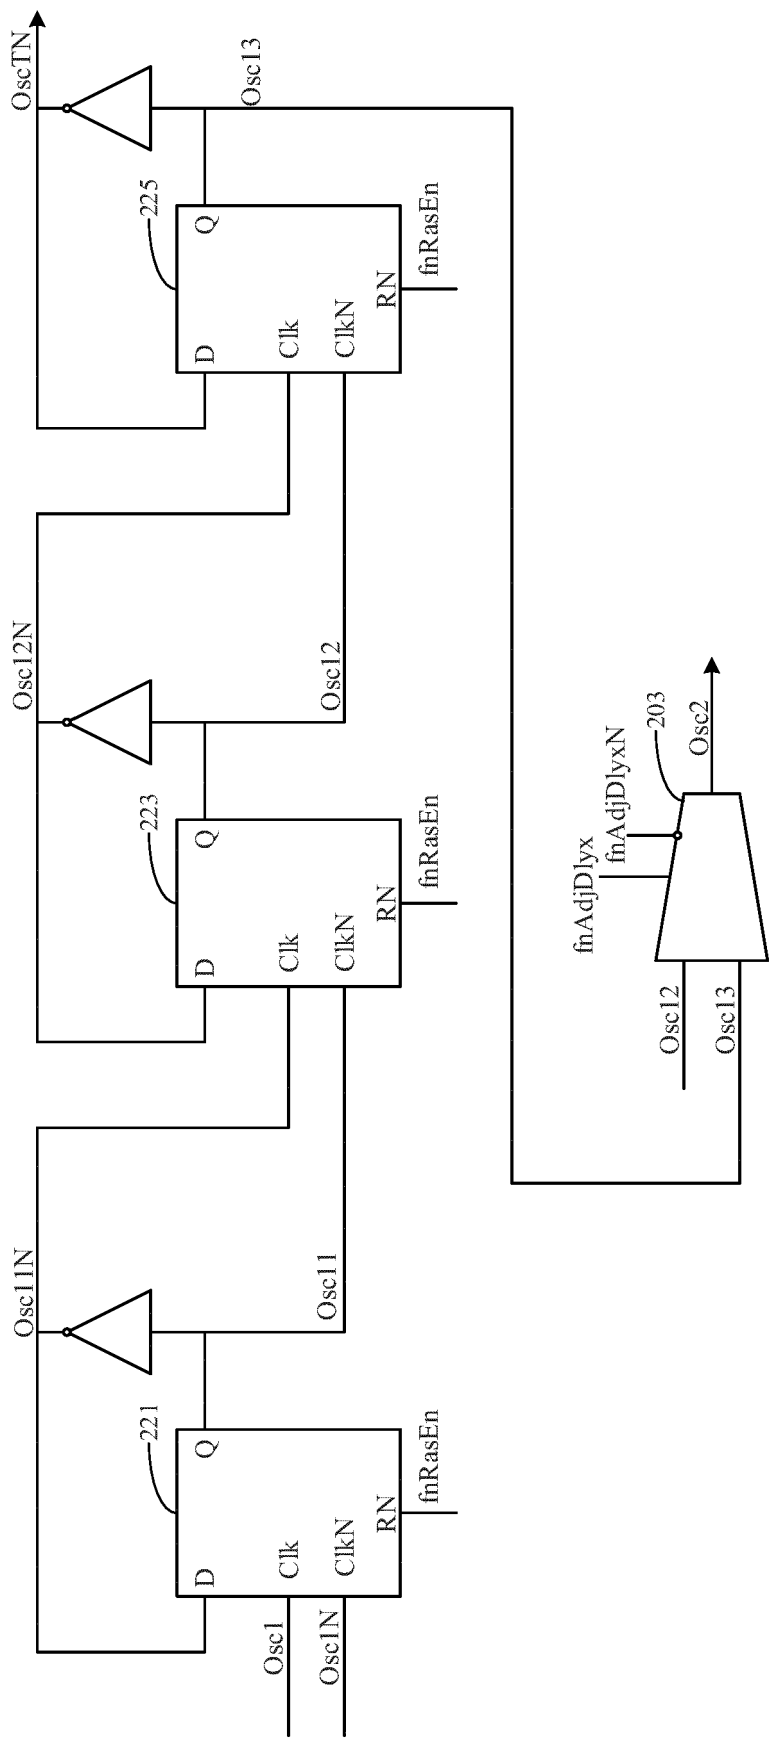 Osc1
Osc1N
D
Clk
ClkN
RN
Q
221
fnRasEn
Osc11N
Osc11
D
Clk
ClkN
RN
Q
223
fnRasEn
Osc12N
Osc12
D
Clk
ClkN
RN
Q
225
fnRasEn
OscTN
Osc13
Osc12
Osc13
fnAdjDlyx
fnAdjDlyxN
203
Osc2